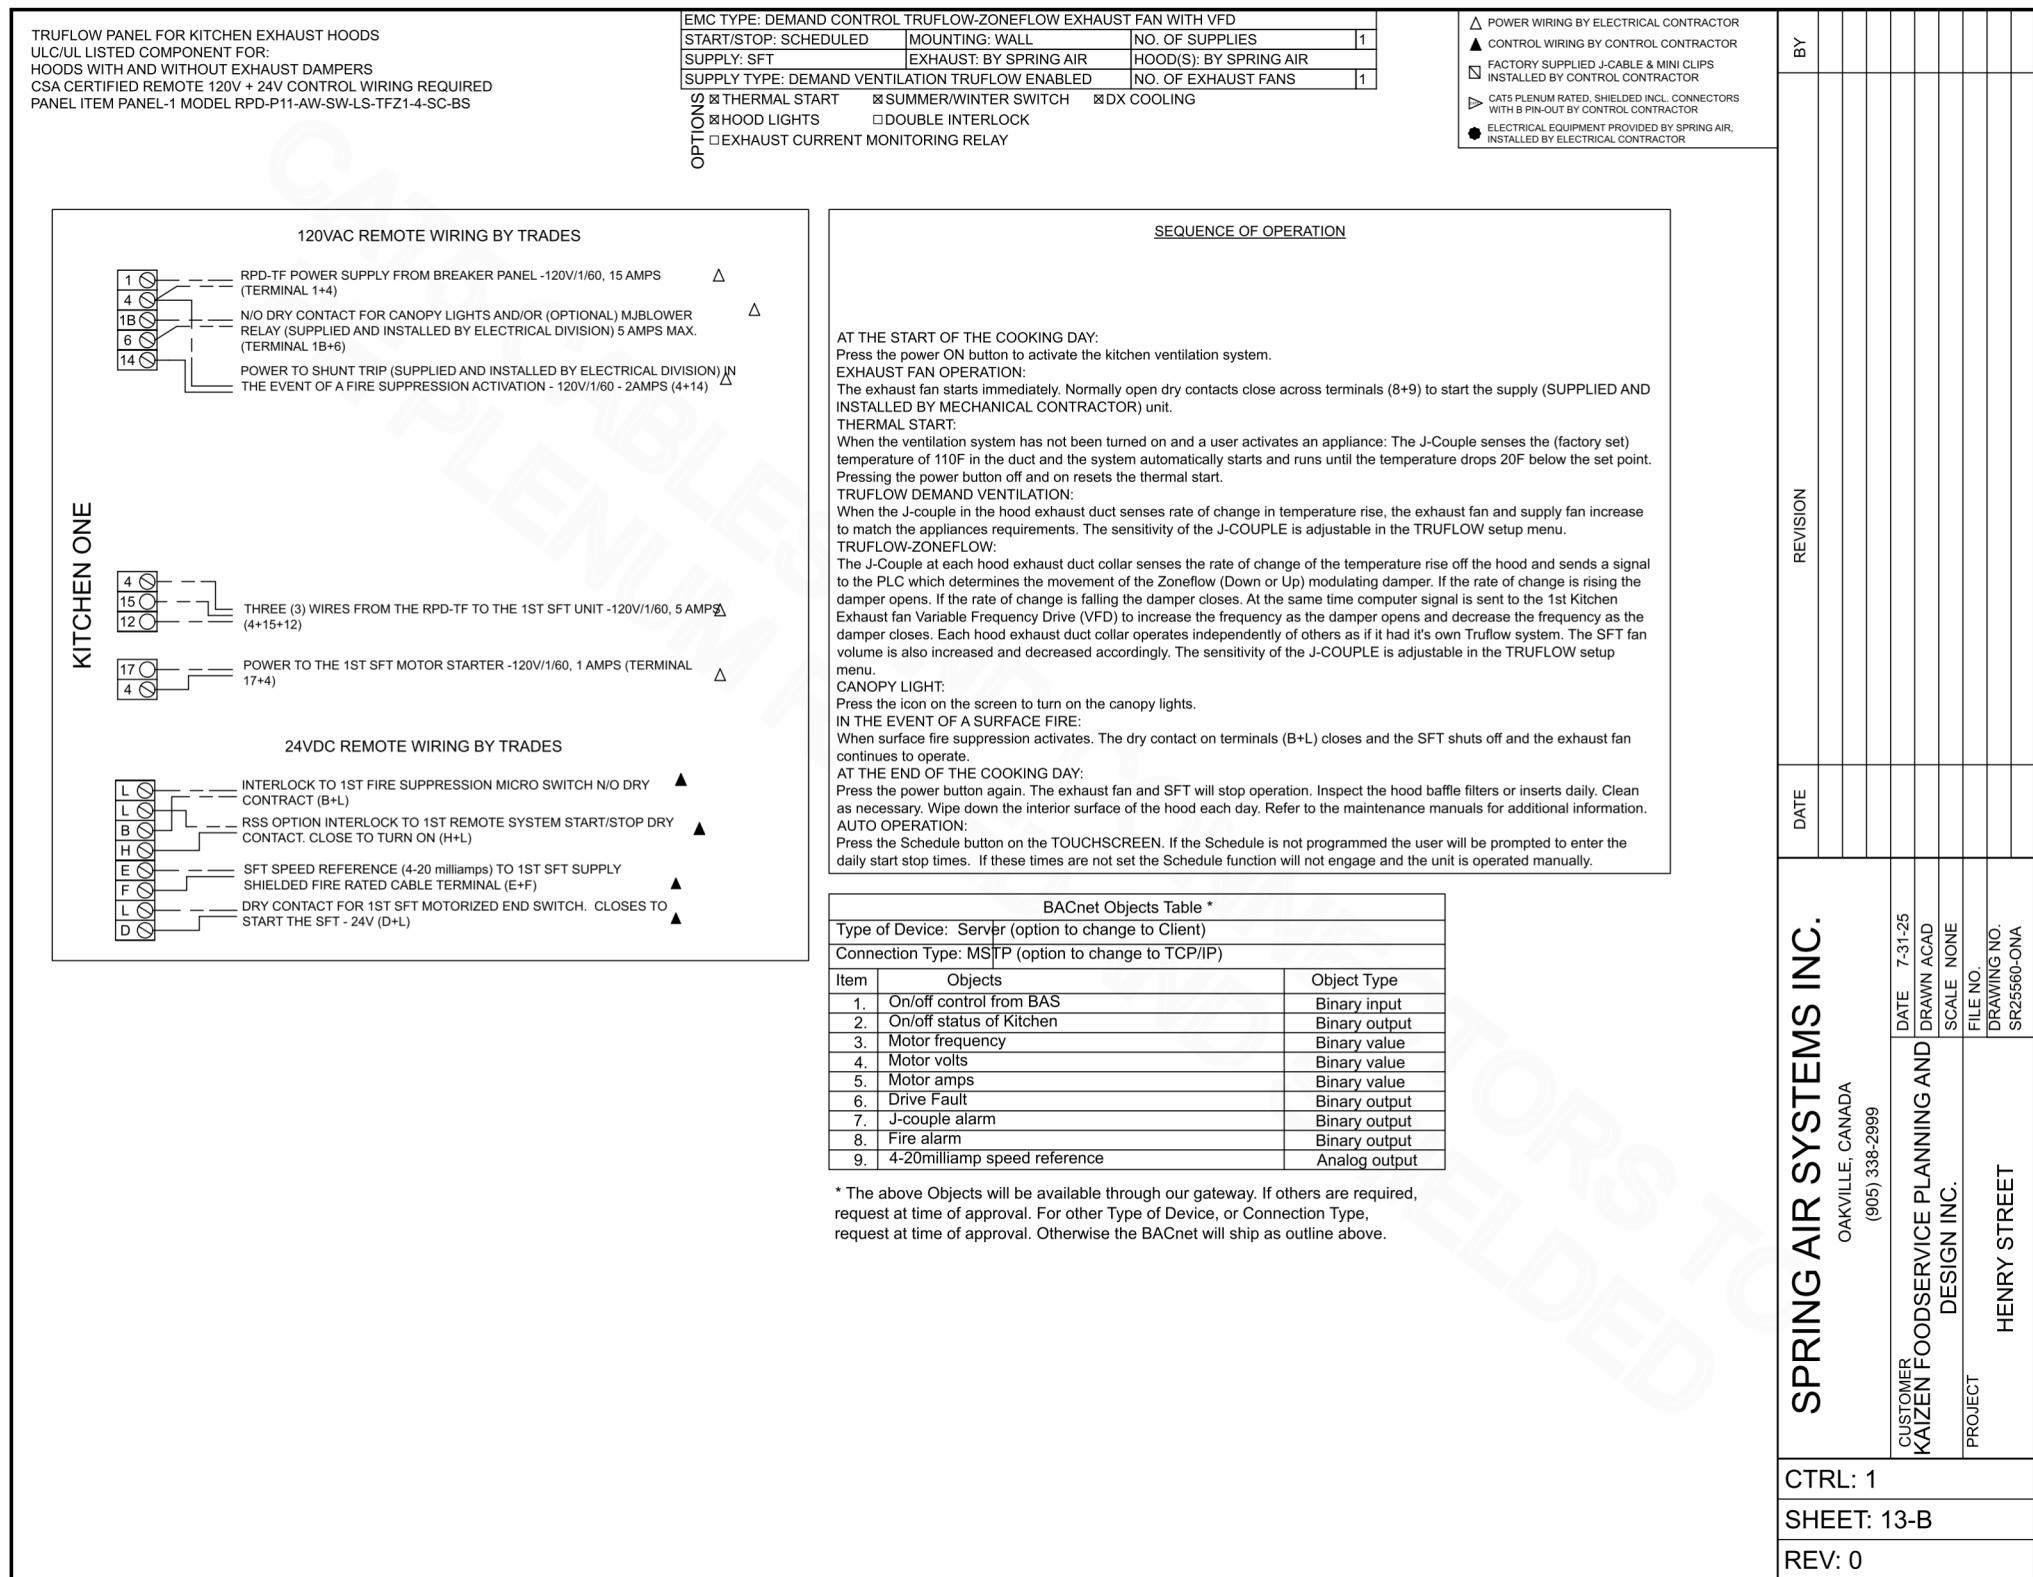 TRUFLOW PANEL FOR KITCHEN EXHAUST HOODS
ULC/UL LISTED COMPONENT FOR:
HOODS WITH AND WITHOUT EXHAUST DAMPERS
CSA CERTIFIED REMOTE 120V + 24V CONTROL WIRING REQUIRED
PANEL ITEM PANEL-1 MODEL RPD-P11-AW-SW-LS-TFZ1-4-SC-BS
EMC TYPE: DEMAND CONTROL TRUFLOW-ZONEFLOW EXHAUST FAN WITH VFD
START/STOP: SCHEDULED MOUNTING: WALL NO. OF SUPPLIES 1
SUPPLY: SFT EXHAUST: BY SPRING AIR HOOD(S): BY SPRING AIR
SUPPLY TYPE: DEMAND VENTILATION TRUFLOW ENABLED NO. OF EXHAUST FANS 1
OPTIONS
☒ THERMAL START ☒ SUMMER/WINTER SWITCH ☒ DX COOLING
☒ HOOD LIGHTS ☐ DOUBLE INTERLOCK
☐ EXHAUST CURRENT MONITORING RELAY
POWER WIRING BY ELECTRICAL CONTRACTOR
CONTROL WIRING BY CONTROL CONTRACTOR
FACTORY SUPPLIED J-CABLE & MINI CLIPS
INSTALLED BY CONTROL CONTRACTOR
CAT5 PLENUM RATED, SHIELDED INCL. CONNECTORS
WITH B PIN-OUT BY CONTROL CONTRACTOR
ELECTRICAL EQUIPMENT PROVIDED BY SPRING AIR,
INSTALLED BY ELECTRICAL CONTRACTOR
KITCHEN ONE
120VAC REMOTE WIRING BY TRADES
1
4
1B
6
14
RPD-TF POWER SUPPLY FROM BREAKER PANEL -120V/1/60, 15 AMPS
(TERMINAL 1+4)
N/O DRY CONTACT FOR CANOPY LIGHTS AND/OR (OPTIONAL) MJBLOWER
RELAY (SUPPLIED AND INSTALLED BY ELECTRICAL DIVISION) 5 AMPS MAX.
(TERMINAL 1B+6)
POWER TO SHUNT TRIP (SUPPLIED AND INSTALLED BY ELECTRICAL DIVISION) IN
THE EVENT OF A FIRE SUPPRESSION ACTIVATION - 120V/1/60 - 2AMPS (4+14)
4
15
12
THREE (3) WIRES FROM THE RPD-TF TO THE 1ST SFT UNIT -120V/1/60, 5 AMPS
(4+15+12)
17
4
POWER TO THE 1ST SFT MOTOR STARTER -120V/1/60, 1 AMPS (TERMINAL
17+4)
24VDC REMOTE WIRING BY TRADES
L
L
B
H
E
F
L
D
INTERLOCK TO 1ST FIRE SUPPRESSION MICRO SWITCH N/O DRY
CONTRACT (B+L)
RSS OPTION INTERLOCK TO 1ST REMOTE SYSTEM START/STOP DRY
CONTACT. CLOSE TO TURN ON (H+L)
SFT SPEED REFERENCE (4-20 milliamps) TO 1ST SFT SUPPLY
SHIELDED FIRE RATED CABLE TERMINAL (E+F)
DRY CONTACT FOR 1ST SFT MOTORIZED END SWITCH. CLOSES TO
START THE SFT - 24V (D+L)
SEQUENCE OF OPERATION
AT THE START OF THE COOKING DAY:
Press the power ON button to activate the kitchen ventilation system.
EXHAUST FAN OPERATION:
The exhaust fan starts immediately. Normally open dry contacts close across terminals (8+9) to start the supply (SUPPLIED AND
INSTALLED BY MECHANICAL CONTRACTOR) unit.
THERMAL START:
When the ventilation system has not been turned on and a user activates an appliance: The J-Couple senses the (factory set)
temperature of 110F in the duct and the system automatically starts and runs until the temperature drops 20F below the set point.
Pressing the power button off and on resets the thermal start.
TRUFLOW DEMAND VENTILATION:
When the J-couple in the hood exhaust duct senses rate of change in temperature rise, the exhaust fan and supply fan increase
to match the appliances requirements. The sensitivity of the J-COUPLE is adjustable in the TRUFLOW setup menu.
TRUFLOW-ZONEFLOW:
The J-Couple at each hood exhaust duct collar senses the rate of change of the temperature rise off the hood and sends a signal
to the PLC which determines the movement of the Zoneflow (Down or Up) modulating damper. If the rate of change is rising the
damper opens. If the rate of change is falling the damper closes. At the same time computer signal is sent to the 1st Kitchen
Exhaust fan Variable Frequency Drive (VFD) to increase the frequency as the damper opens and decrease the frequency as the
damper closes. Each hood exhaust duct collar operates independently of others as if it had it's own Truflow system. The SFT fan
volume is also increased and decreased accordingly. The sensitivity of the J-COUPLE is adjustable in the TRUFLOW setup
menu.
CANOPY LIGHT:
Press the icon on the screen to turn on the canopy lights.
IN THE EVENT OF A SURFACE FIRE:
When surface fire suppression activates. The dry contact on terminals (B+L) closes and the SFT shuts off and the exhaust fan
continues to operate.
AT THE END OF THE COOKING DAY:
Press the power button again. The exhaust fan and SFT will stop operation. Inspect the hood baffle filters or inserts daily. Clean
as necessary. Wipe down the interior surface of the hood each day. Refer to the maintenance manuals for additional information.
AUTO OPERATION:
Press the Schedule button on the TOUCHSCREEN. If the Schedule is not programmed the user will be prompted to enter the
daily start stop times. If these times are not set the Schedule function will not engage and the unit is operated manually.
BACnet Objects Table *
Type of Device: Server (option to change to Client)
Connection Type: MSTP (option to change to TCP/IP)
Item Objects Object Type
1. On/off control from BAS Binary input
2. On/off status of Kitchen Binary output
3. Motor frequency Binary value
4. Motor volts Binary value
5. Motor amps Binary value
6. Drive Fault Binary output
7. J-couple alarm Binary output
8. Fire alarm Binary output
9. 4-20milliamp speed reference Analog output
* The above Objects will be available through our gateway. If others are required,
request at time of approval. For other Type of Device, or Connection Type,
request at time of approval. Otherwise the BACnet will ship as outline above.
BY
REVISION
DATE
SPRING AIR SYSTEMS INC.
OAKVILLE, CANADA
(905) 338-2999
DATE 7-31-25
DRAWN ACAD
SCALE NONE
FILE NO.
DRAWING NO.
SR25560-ONA
CUSTOMER
KAIZEN FOODSERVICE PLANNING AND
DESIGN INC.
PROJECT
HENRY STREET
CTRL: 1
SHEET: 13-B
REV: 0